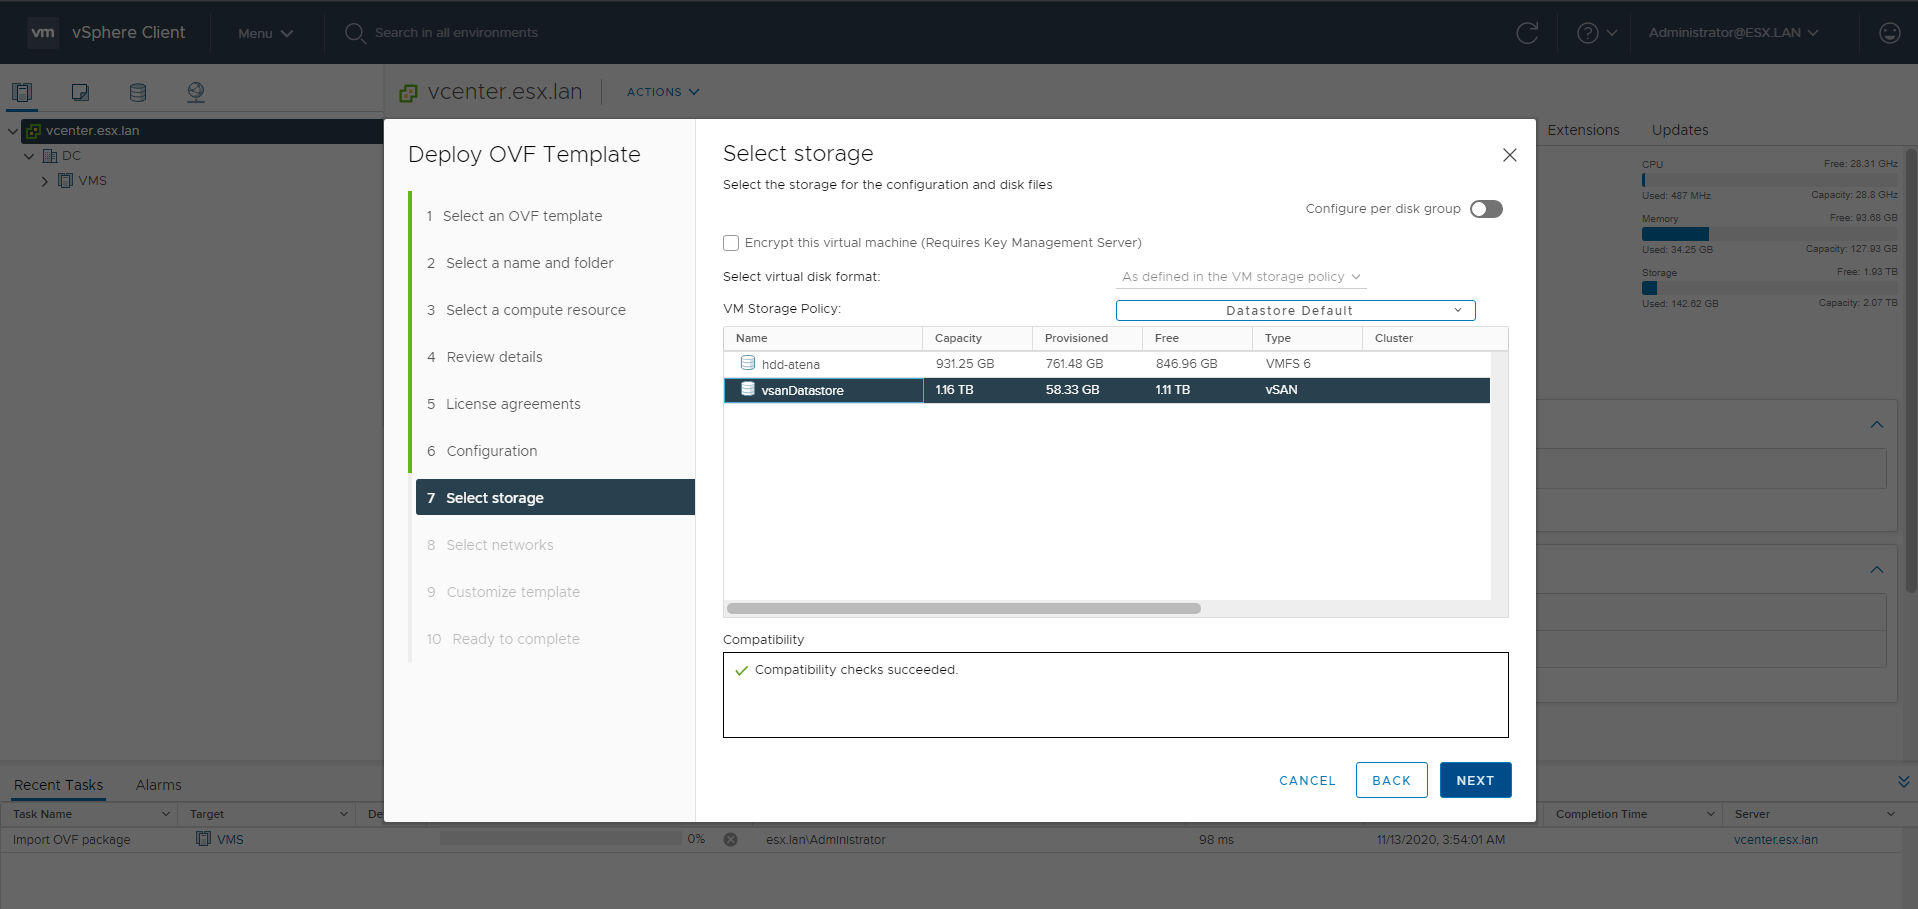 vm vSphere Client Menu Search in all environments Administrator@ESX.LAN
vcenter.esx.lan ACTIONS
vcenter.esx.lan
DC
VMS
Extensions Updates
CPU Free: 28.31 GHz
Used: 487 MHz Capacity: 28.8 GHz
Memory Free: 93.68 GB
Used: 34.25 GB Capacity: 127.93 GB
Storage Free: 1.93 TB
Used: 142.62 GB Capacity: 2.07 TB
Deploy OVF Template
1 Select an OVF template
2 Select a name and folder
3 Select a compute resource
4 Review details
5 License agreements
6 Configuration
7 Select storage
8 Select networks
9 Customize template
10 Ready to complete
Select storage
Select the storage for the configuration and disk files
Configure per disk group
Encrypt this virtual machine (Requires Key Management Server)
Select virtual disk format: As defined in the VM storage policy
VM Storage Policy: Datastore Default
Name Capacity Provisioned Free Type Cluster
hdd-atena 931.25 GB 761.48 GB 846.96 GB VMFS 6
vsanDatastore 1.16 TB 58.33 GB 1.11 TB vSAN
Compatibility
Compatibility checks succeeded.
CANCEL BACK NEXT
Recent Tasks Alarms
Task Name Target De Completion Time Server
Import OVF package VMS 0% esx.lan\Administrator 98 ms 11/13/2020, 3:54:01 AM vcenter.esx.lan